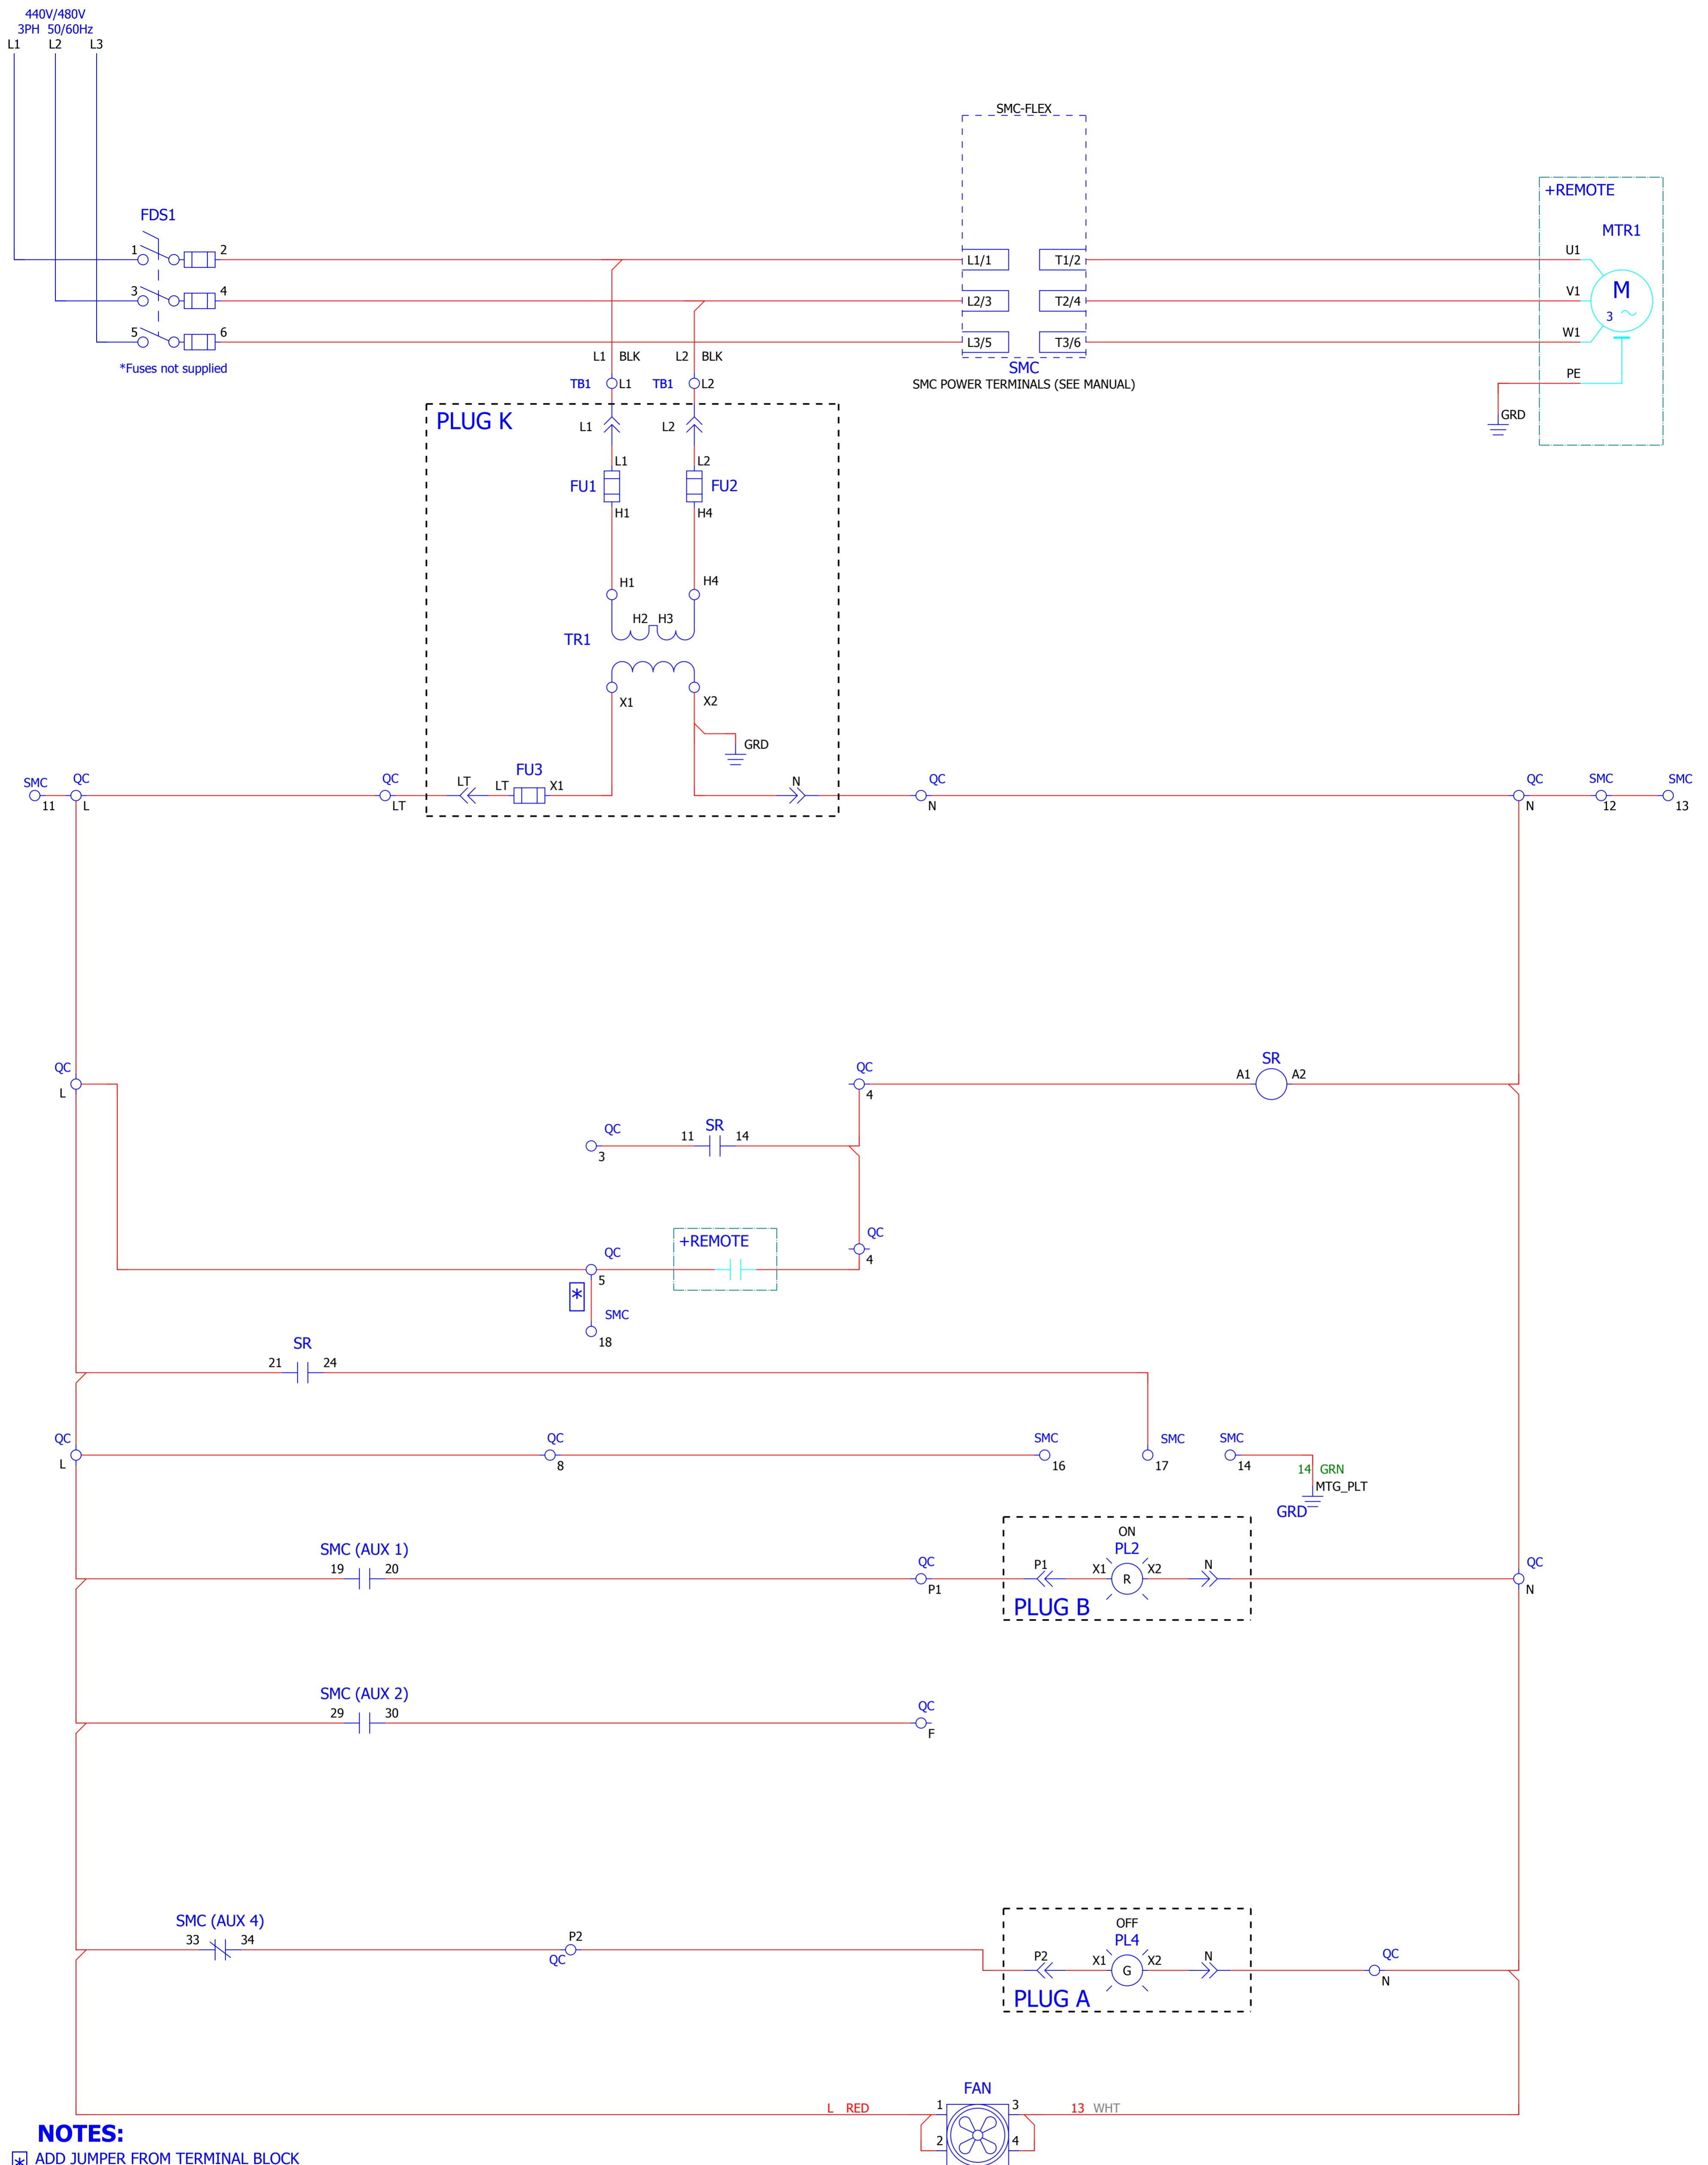 440V/480V
3PH 50/60Hz
L1 L2 L3
SMC-FLEX
+REMOTE
FDS1
MTR1
1 2
L1/1 T1/2
U1
3 4
L2/3 T2/4
V1
M
3
5 6
L3/5 T3/6
W1
*Fuses not supplied
L1 BLK L2 BLK
SMC
SMC POWER TERMINALS (SEE MANUAL)
PE
TB1 L1 TB1 L2
GRD
PLUG K
L1 L2
L1 L2
FU1 FU2
H1 H4
H1 H4
H2 H3
TR1
X1 X2
GRD
FU3
SMC QC QC LT LT X1 N QC QC SMC SMC
11 L LT N N 12 13
QC QC SR
L 4 A1 A2
QC SR
3 11 14
QC
4
+REMOTE
QC
5
*
SMC
18
SR
21 24
QC QC SMC SMC SMC
L 8 16 17 14
14 GRN
MTG_PLT
GRD
SMC (AUX 1)
19 20
QC
P1
ON
PL2
P1 X1 R X2 N
PLUG B
QC
N
SMC (AUX 2)
29 30
QC
F
SMC (AUX 4)
33 34
P2
QC
OFF
PL4
P2 X1 G X2 N
PLUG A
QC
N
FAN
L RED 1 3 13 WHT
2 4
NOTES:
* ADD JUMPER FROM TERMINAL BLOCK